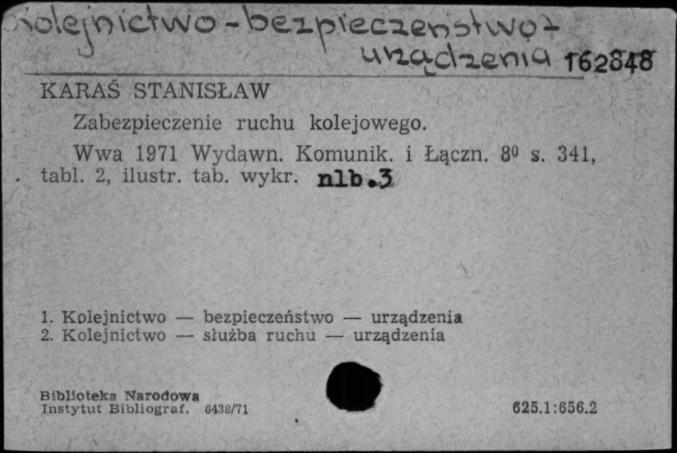 Kolejnictwo - bezpieczeństwo -
urządzenia 162848
KARAŚ STANISŁAW
Zabezpieczenie ruchu kolejowego.
Wwa 1971 Wydawn. Komunik. i Łączn. 8⁰ s. 341,
tabl. 2, ilustr. tab. wykr. nlb. 3
1. Kolejnictwo — bezpieczeństwo — urządzenia
2. Kolejnictwo — służba ruchu — urządzenia
Biblioteka Narodowa
Instytut Bibliograf. 6438/71 625.1:656.2